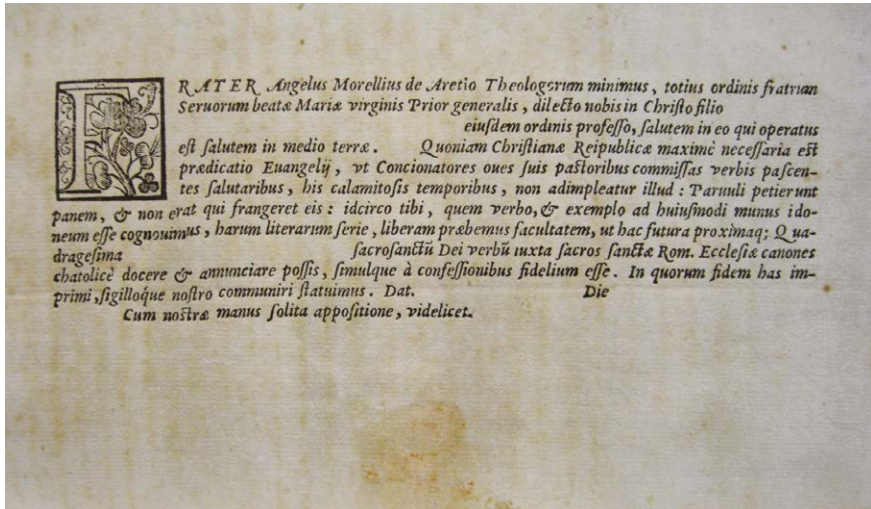 FRATER Angelus Morellius de Aretio Theologorum minimus, totius ordinis fratrum
Seruorum beatæ Mariæ virginis Prior generalis, dilecto nobis in Christo filio
eiusdem ordinis professo, salutem in eo qui operatus
est salutem in medio terræ. Quoniam Christianæ Reipublicæ maximè necessaria est
prædicatio Euangelij, vt Concionatores oues suis pastoribus commissas verbis pascen-
tes salutaribus, his calamitosis temporibus, non adimpleatur illud: Paruuli petierunt
panem, & non erat qui frangeret eis: idcirco tibi, quem verbo, & exemplo ad huiusmodi munus ido-
neum esse cognouimus, harum literarum serie, liberam præbemus facultatem, ut hac futura proximaq; Qua-
dragesima sacrosanctũ Dei verbũ iuxta sacros sanctæ Rom. Ecclesiæ canones
chatolicè docere & annunciare possis, simulque à confessionibus fidelium esse. In quorum fidem has im-
primi, sigilloq́ue nostro communiri statuimus. Dat. Die
Cum nostræ manus solita appositione, videlicet.